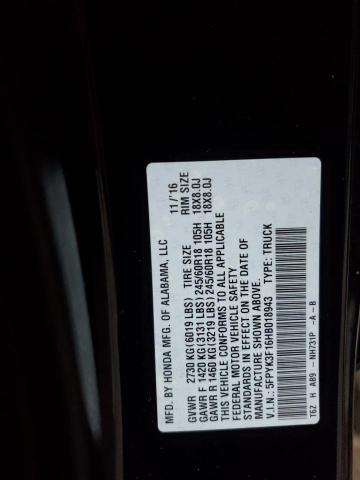 MFD. BY HONDA MFG. OF ALABAMA, LLC
11/16
GVWR 2730 KG(6019 LBS) TIRE SIZE RIM SIZE
GAWR F 1420 KG(3131 LBS) 245/60R18 105H 18X8.0J
GAWR R 1460 KG(3219 LBS) 245/60R18 105H 18X8.0J
THIS VEHICLE CONFORMS TO ALL APPLICABLE
FEDERAL MOTOR VEHICLE SAFETY
STANDARDS IN EFFECT ON THE DATE OF
MANUFACTURE SHOWN ABOVE.
V.I.N.: 5FPYK3F16HB018943 TYPE: TRUCK
T6Z H AB9 - NH731P -A -B